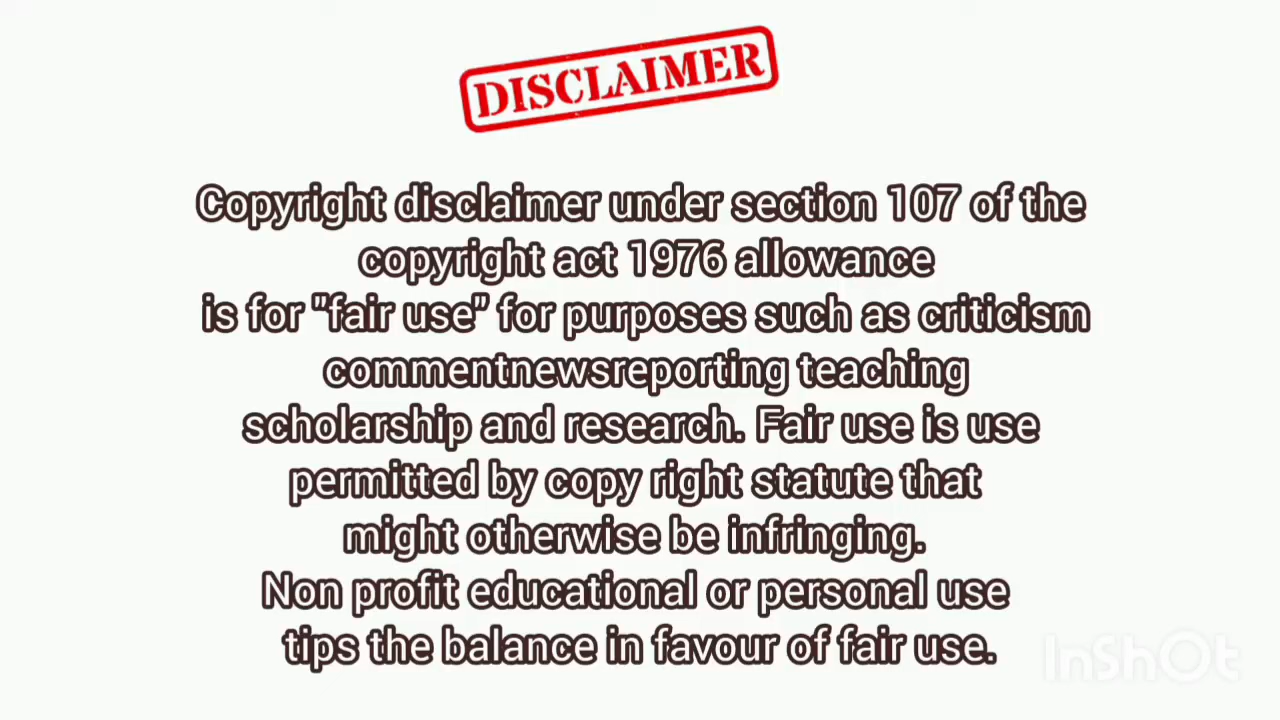 DISCLAIMER
Copyright disclaimer under section 107 of the
copyright act 1976 allowance
is for "fair use" for purposes such as criticism
commentnewsreporting teaching
scholarship and research. Fair use is use
permitted by copy right statute that
might otherwise be infringing.
Non profit educational or personal use
tips the balance in favour of fair use.
InShOt